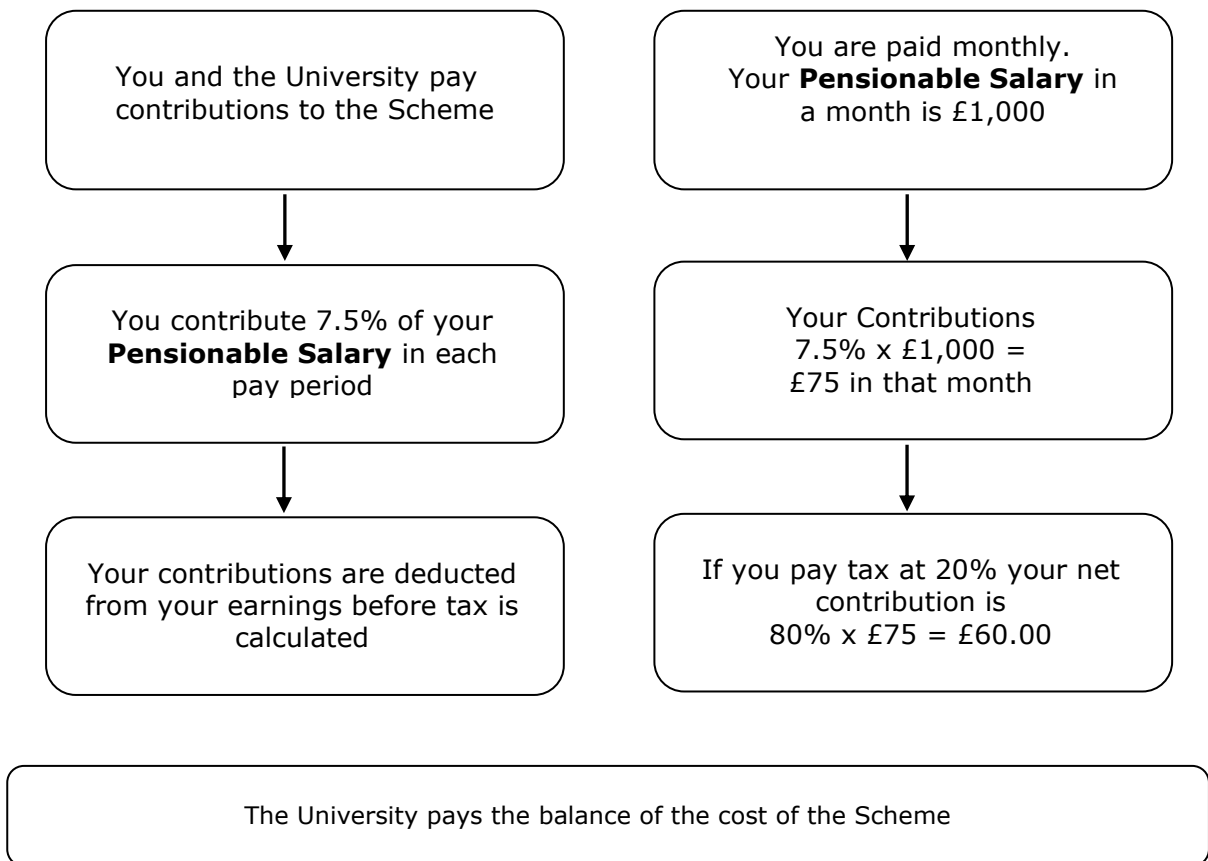 You and the University pay
contributions to the Scheme
You contribute 7.5% of your
Pensionable Salary in each
pay period
Your contributions are deducted
from your earnings before tax is
calculated
You are paid monthly.
Your Pensionable Salary in
a month is £1,000
Your Contributions
7.5% x £1,000 =
£75 in that month
If you pay tax at 20% your net
contribution is
80% x £75 = £60.00
The University pays the balance of the cost of the Scheme